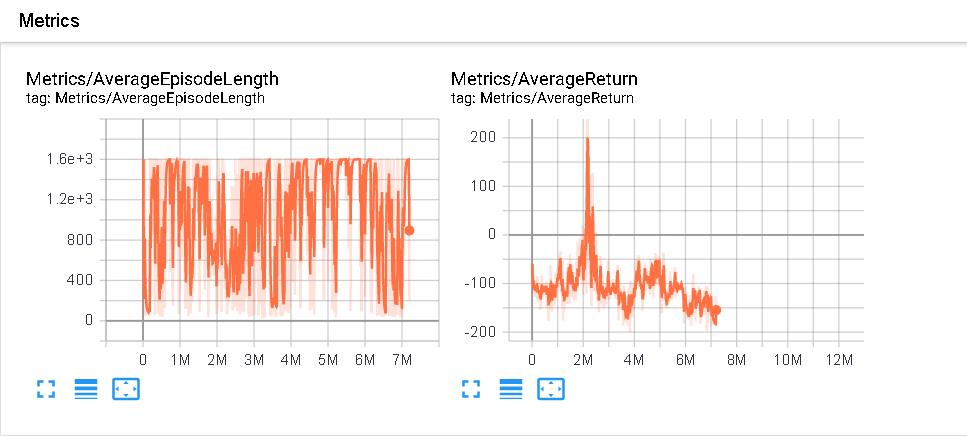 Metrics
Metrics/AverageEpisodeLength
tag: Metrics/AverageEpisodeLength
1.6e+3
1.2e+3
800
400
0
0 1M 2M 3M 4M 5M 6M 7M
Metrics/AverageReturn
tag: Metrics/AverageReturn
200
100
0
-100
-200
0 2M 4M 6M 8M 10M 12M